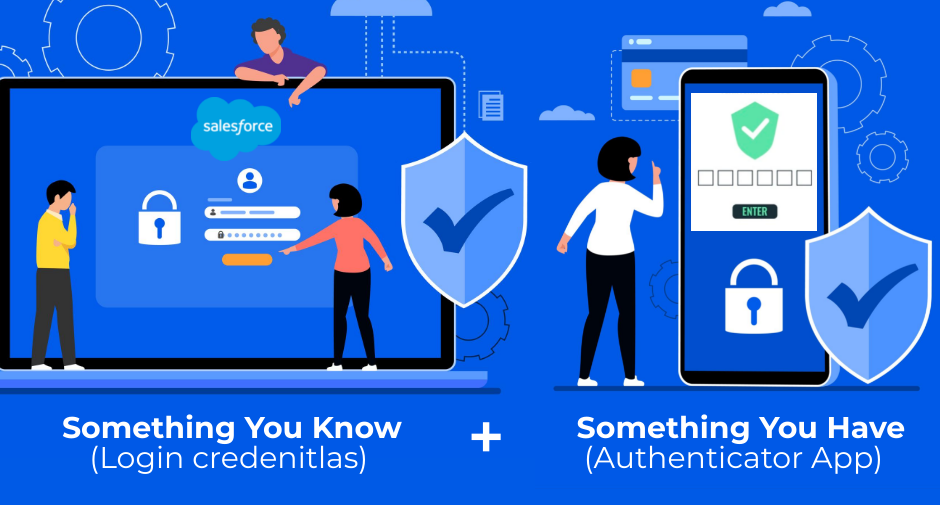 salesforce
ENTER
Something You Know
(Login credenitlas)
+
Something You Have
(Authenticator App)